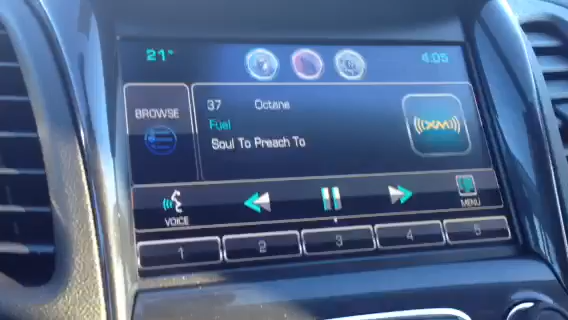 21°
4:05
BROWSE
37 Octane
Fuel
Soul To Preach To
((XM))
VOICE
MENU
1 2 3 4 5